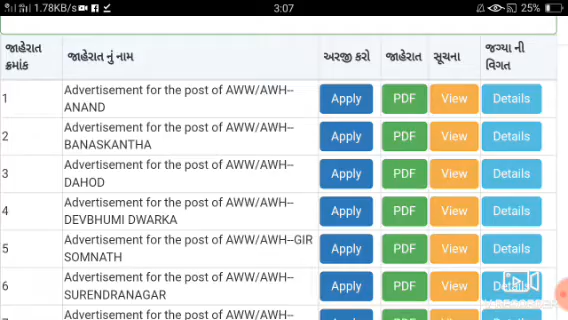 1.78KB/s 3:07 25%
જાહેરાત ક્રમાંક
જાહેરાત નું નામ
અરજી કરો
જાહેરાત
સૂચના
જગ્યા ની વિગત
1 Advertisement for the post of AWW/AWH-- Apply PDF View Details
ANAND
2 Advertisement for the post of AWW/AWH-- Apply PDF View Details
BANASKANTHA
3 Advertisement for the post of AWW/AWH-- Apply PDF View Details
DAHOD
4 Advertisement for the post of AWW/AWH-- Apply PDF View Details
DEVBHUMI DWARKA
5 Advertisement for the post of AWW/AWH--GIR Apply PDF View Details
SOMNATH
6 Advertisement for the post of AWW/AWH-- Apply PDF View Details
SURENDRANAGAR
Advertisement for the post of AWW/AWH--